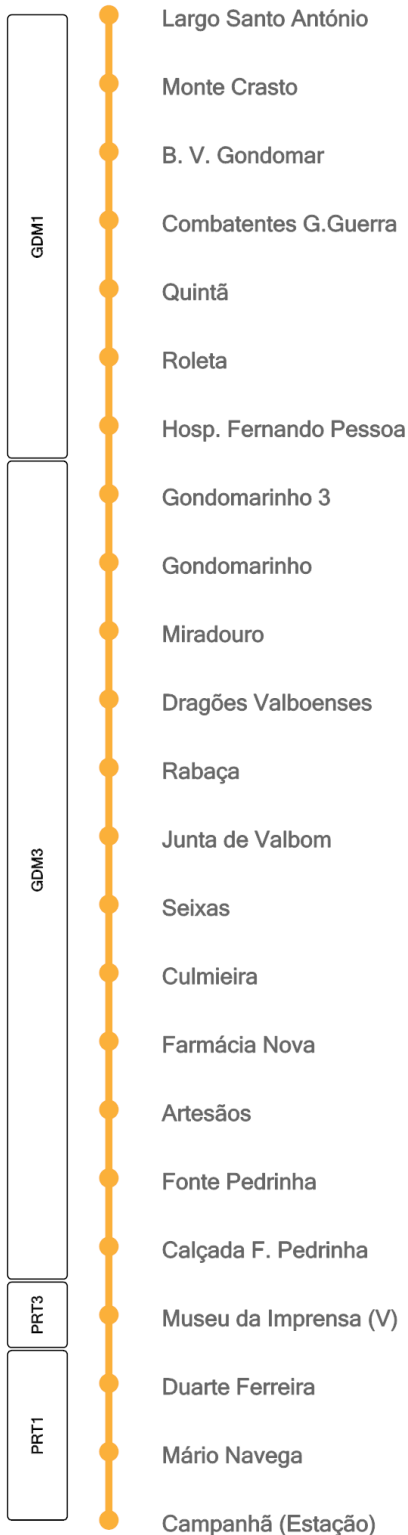 Largo Santo António
Monte Crasto
B. V. Gondomar
Combatentes G.Guerra
Quintã
Roleta
Hosp. Fernando Pessoa
GDM1
Gondomarinho 3
Gondomarinho
Miradouro
Dragões Valboenses
Rabaça
Junta de Valbom
Seixas
Culmieira
Farmácia Nova
Artesãos
Fonte Pedrinha
Calçada F. Pedrinha
GDM3
Museu da Imprensa (V)
PRT3
Duarte Ferreira
Mário Navega
Campanhã (Estação)
PRT1